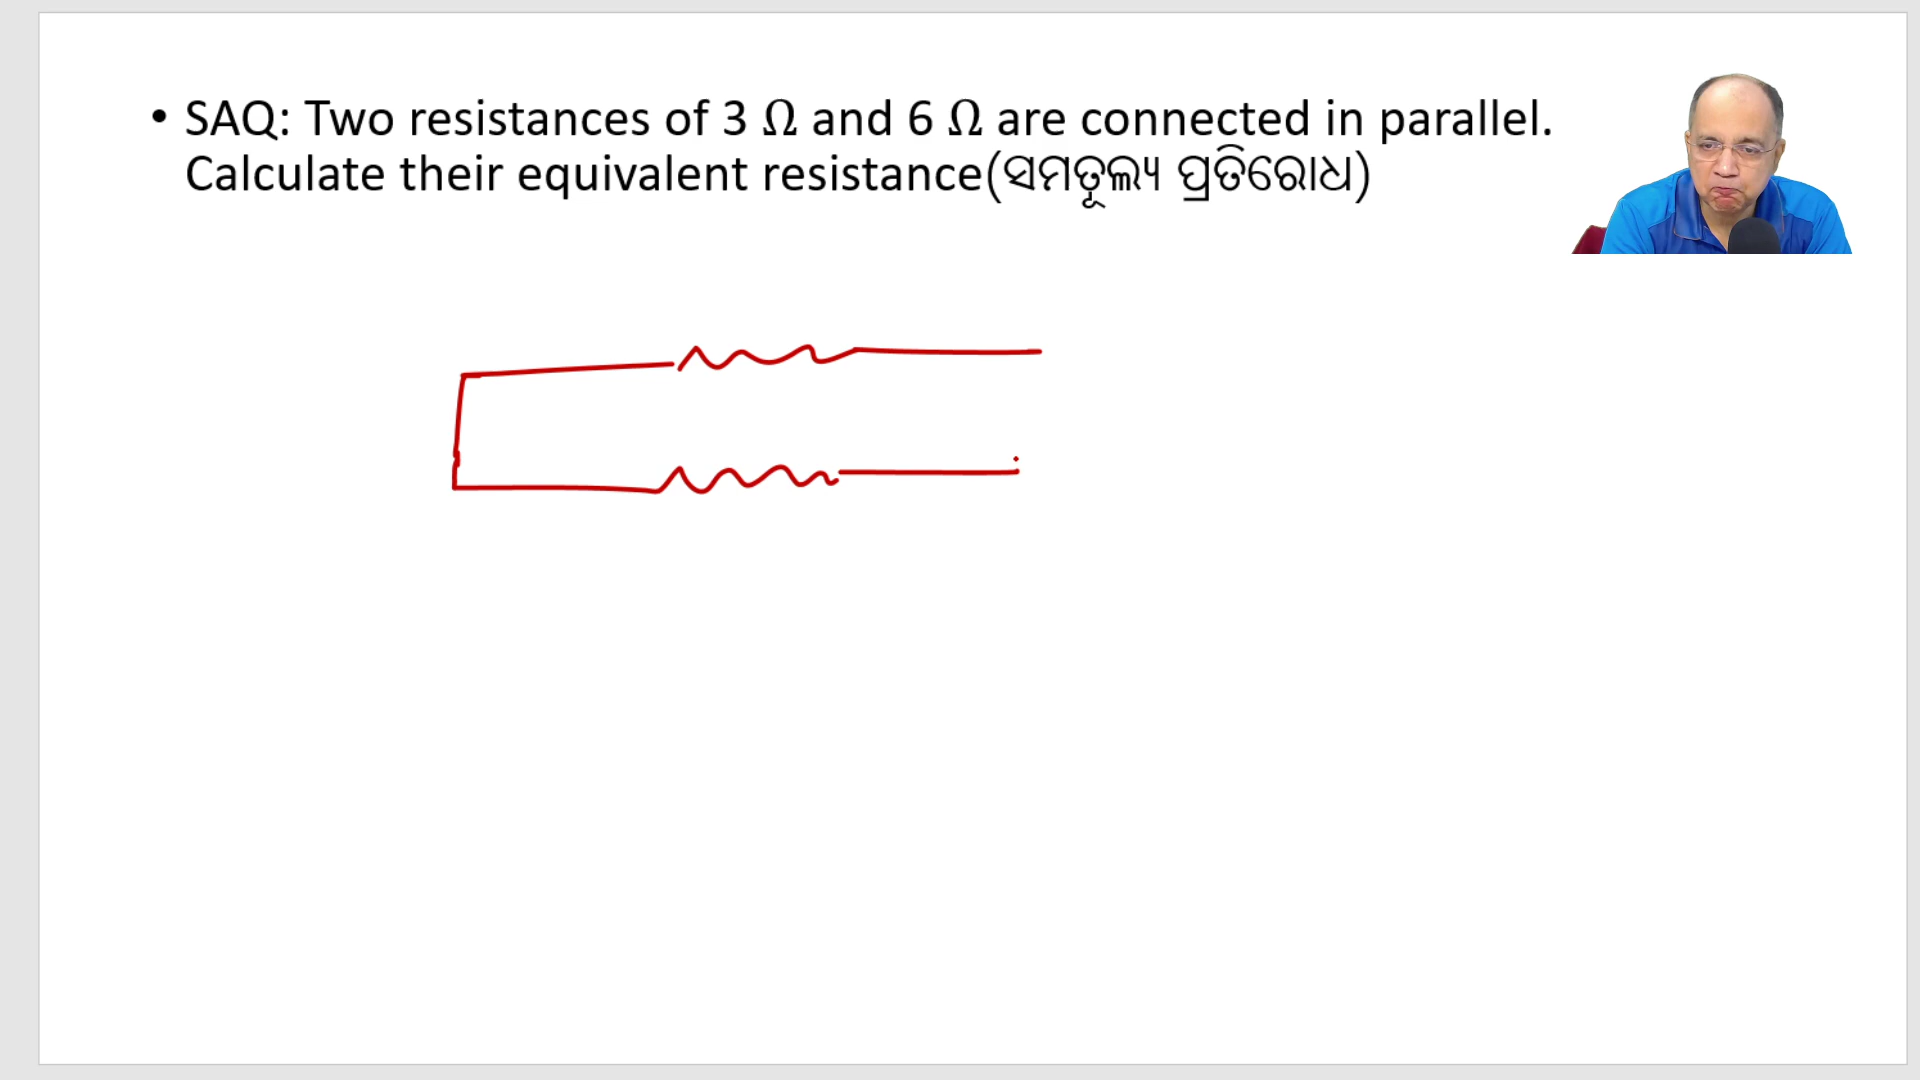 • SAQ: Two resistances of 3 Ω and 6 Ω are connected in parallel.
Calculate their equivalent resistance(ସମତୂଲ୍ୟ ପ୍ରତିରୋଧ)